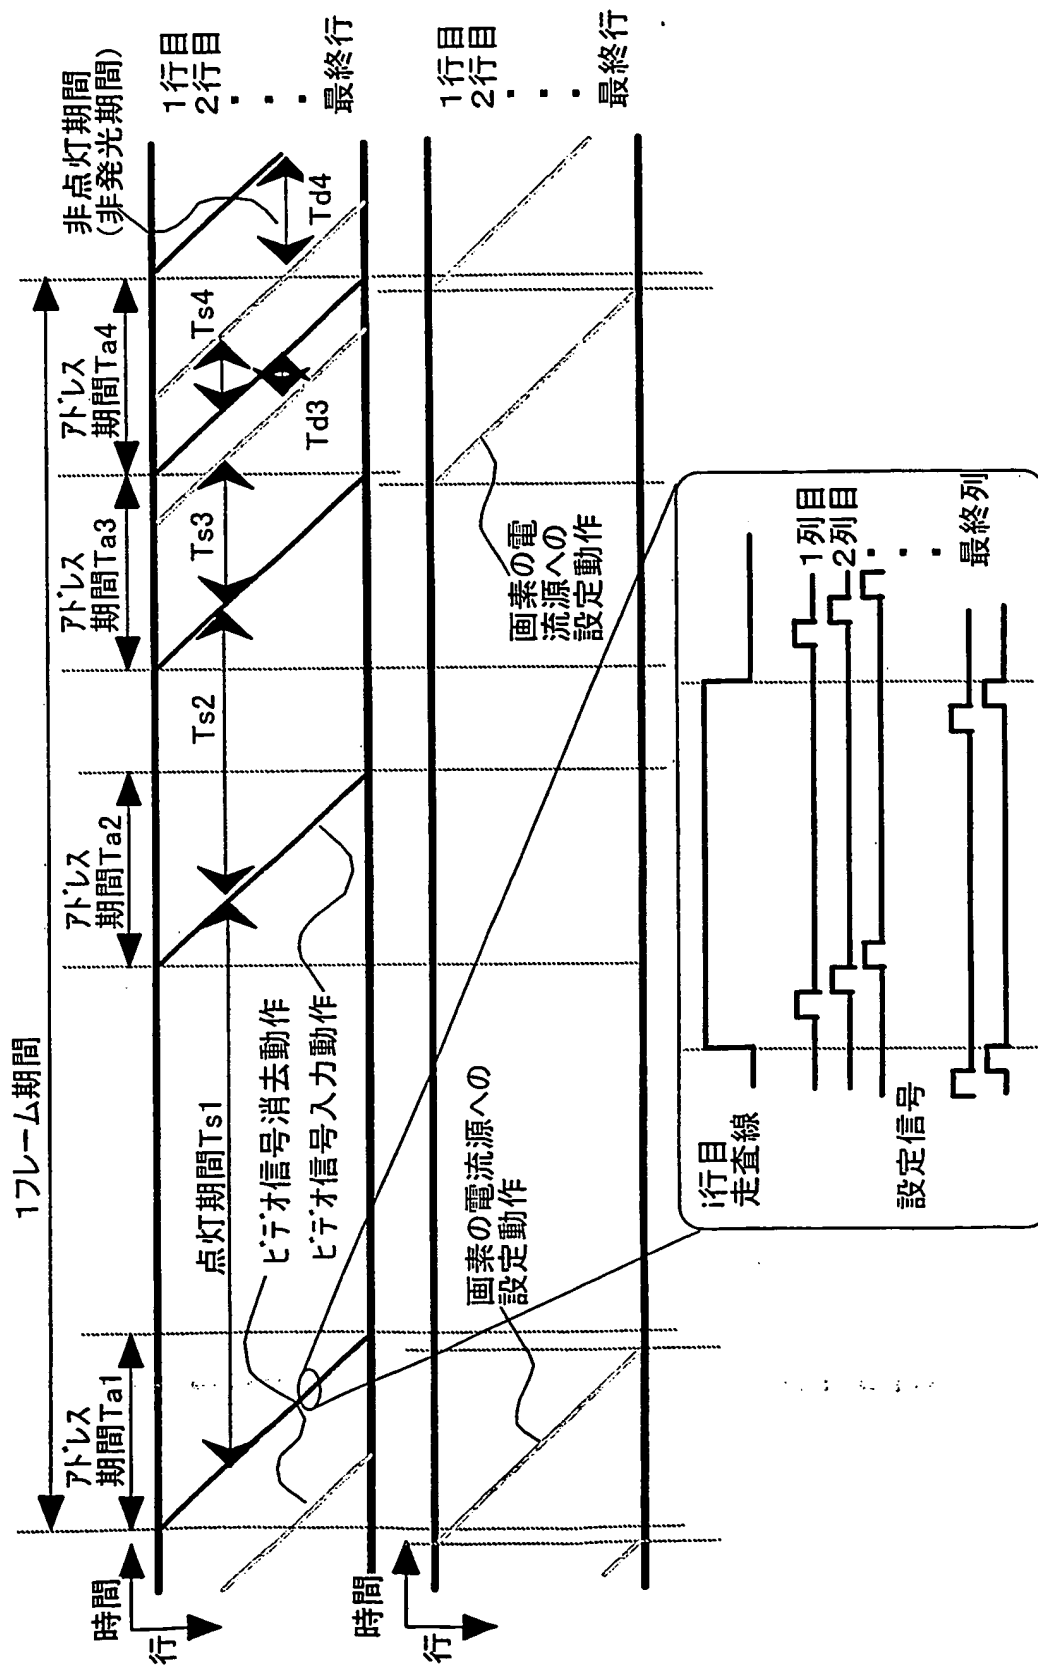 1フレーム期間
アドレス
期間Ta1
アドレス
期間Ta2
アドレス
期間Ta3
アドレス
期間Ta4
非点灯期間
(非発光期間)
時間
行
点灯期間Ts1
Ts2
Ts3
Ts4
Td3
Td4
ビデオ信号消去動作
ビデオ信号入力動作
1行目
2行目
・
・
・
最終行
時間
行
画素の電流源への
設定動作
画素の電
流源への
設定動作
1行目
2行目
・
・
・
最終行
i行目
走査線
設定信号
1列目
2列目
・
・
・
最終列